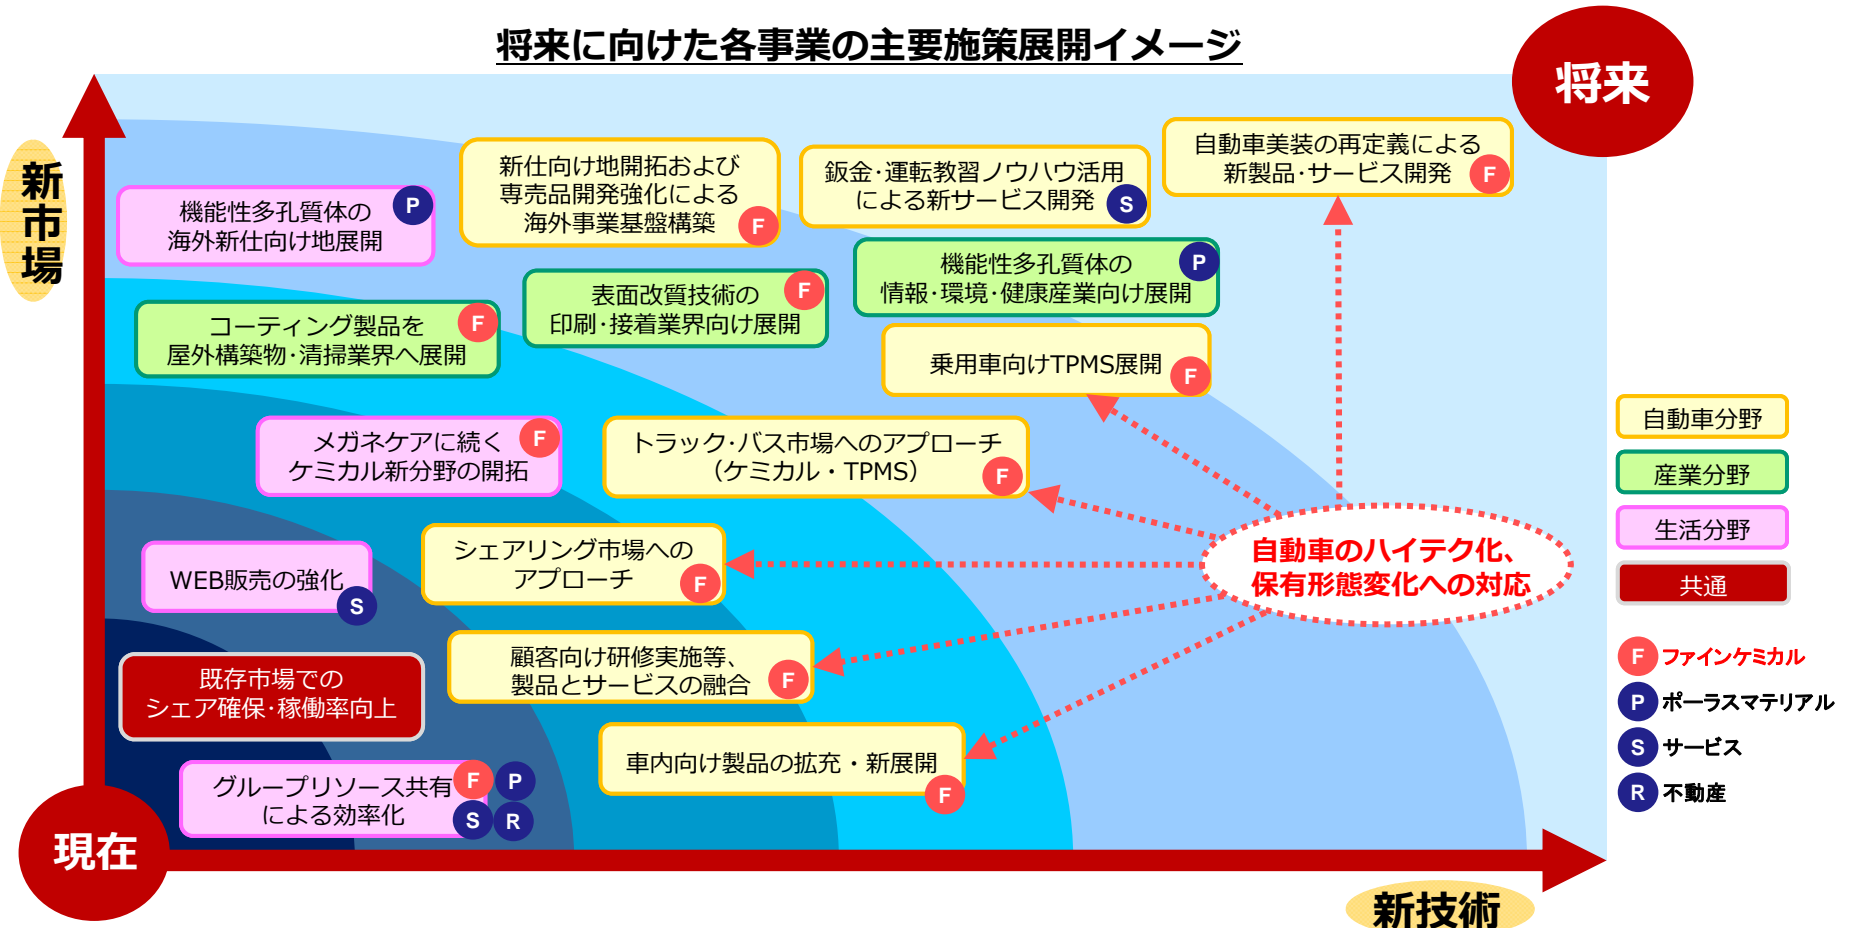 将来に向けた各事業の主要施策展開イメージ
将来
新市場
自動車美装の再定義による
新製品･サービス開発
F
新仕向け地開拓および
専売品開発強化による
海外事業基盤構築
F
鈑金･運転教習ノウハウ活用
による新サービス開発
S
機能性多孔質体の
海外新仕向け地展開
P
機能性多孔質体の
情報･環境･健康産業向け展開
P
表面改質技術の
印刷･接着業界向け展開
F
コーティング製品を
屋外構築物･清掃業界へ展開
F
乗用車向けTPMS展開
F
メガネケアに続く
ケミカル新分野の開拓
F
トラック･バス市場へのアプローチ
（ケミカル・TPMS）
F
シェアリング市場への
アプローチ
F
自動車のハイテク化、
保有形態変化への対応
WEB販売の強化
S
顧客向け研修実施等、
製品とサービスの融合
F
既存市場での
シェア確保･稼働率向上
車内向け製品の拡充・新展開
F
グループリソース共有
による効率化
F P
S R
現在
新技術
自動車分野
産業分野
生活分野
共通
F ファインケミカル
P ポーラスマテリアル
S サービス
R 不動産